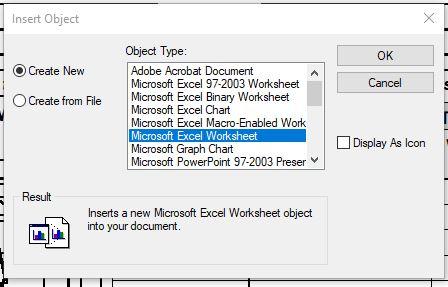 Insert Object
Object Type:
Create New
Create from File
Adobe Acrobat Document
Microsoft Excel 97-2003 Worksheet
Microsoft Excel Binary Worksheet
Microsoft Excel Chart
Microsoft Excel Macro-Enabled Work
Microsoft Excel Worksheet
Microsoft Graph Chart
Microsoft PowerPoint 97-2003 Presen
OK
Cancel
Display As Icon
Result
Inserts a new Microsoft Excel Worksheet object
into your document.